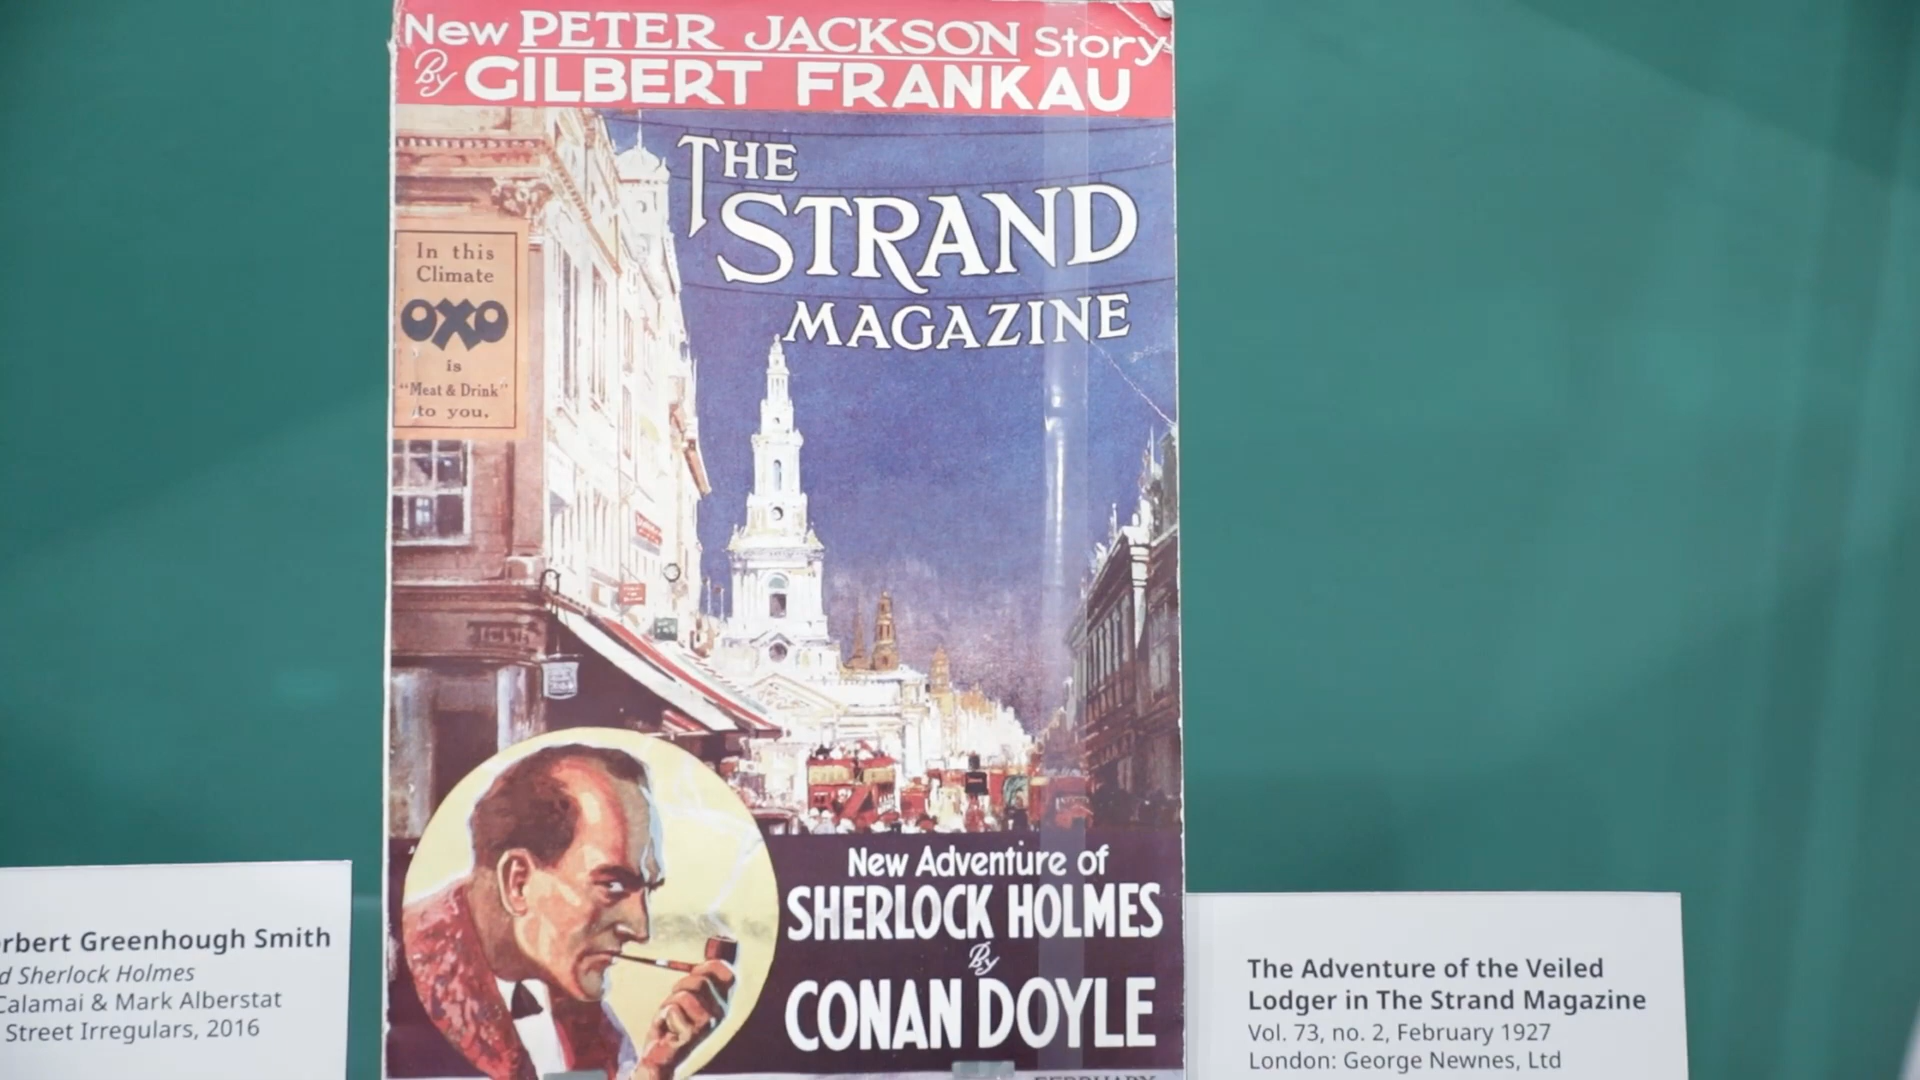 New PETER JACKSON Story
By GILBERT FRANKAU
THE
STRAND
MAGAZINE
In this
Climate
OXO
is
"Meat & Drink"
to you.
New Adventure of
SHERLOCK HOLMES
By
CONAN DOYLE
FEBRUARY
rbert Greenhough Smith
d Sherlock Holmes
Calamai & Mark Alberstat
Street Irregulars, 2016
The Adventure of the Veiled
Lodger in The Strand Magazine
Vol. 73, no. 2, February 1927
London: George Newnes, Ltd